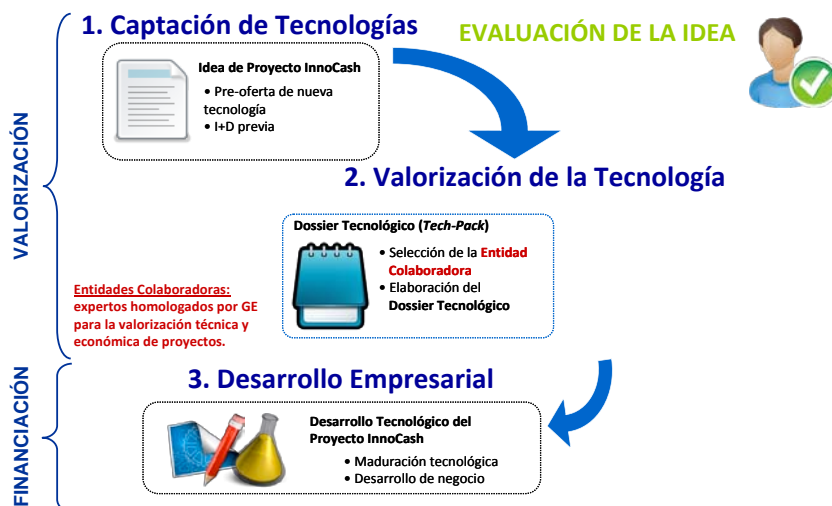 1. Captación de Tecnologías
EVALUACIÓN DE LA IDEA
Idea de Proyecto InnoCash
• Pre-oferta de nueva
tecnología
• I+D previa
VALORIZACIÓN
2. Valorización de la Tecnología
Dossier Tecnológico (Tech-Pack)
• Selección de la Entidad
Colaboradora
• Elaboración del
Dossier Tecnológico
Entidades Colaboradoras:
expertos homologados por GE
para la valorización técnica y
económica de proyectos.
FINANCIACIÓN
3. Desarrollo Empresarial
Desarrollo Tecnológico del
Proyecto InnoCash
• Maduración tecnológica
• Desarrollo de negocio